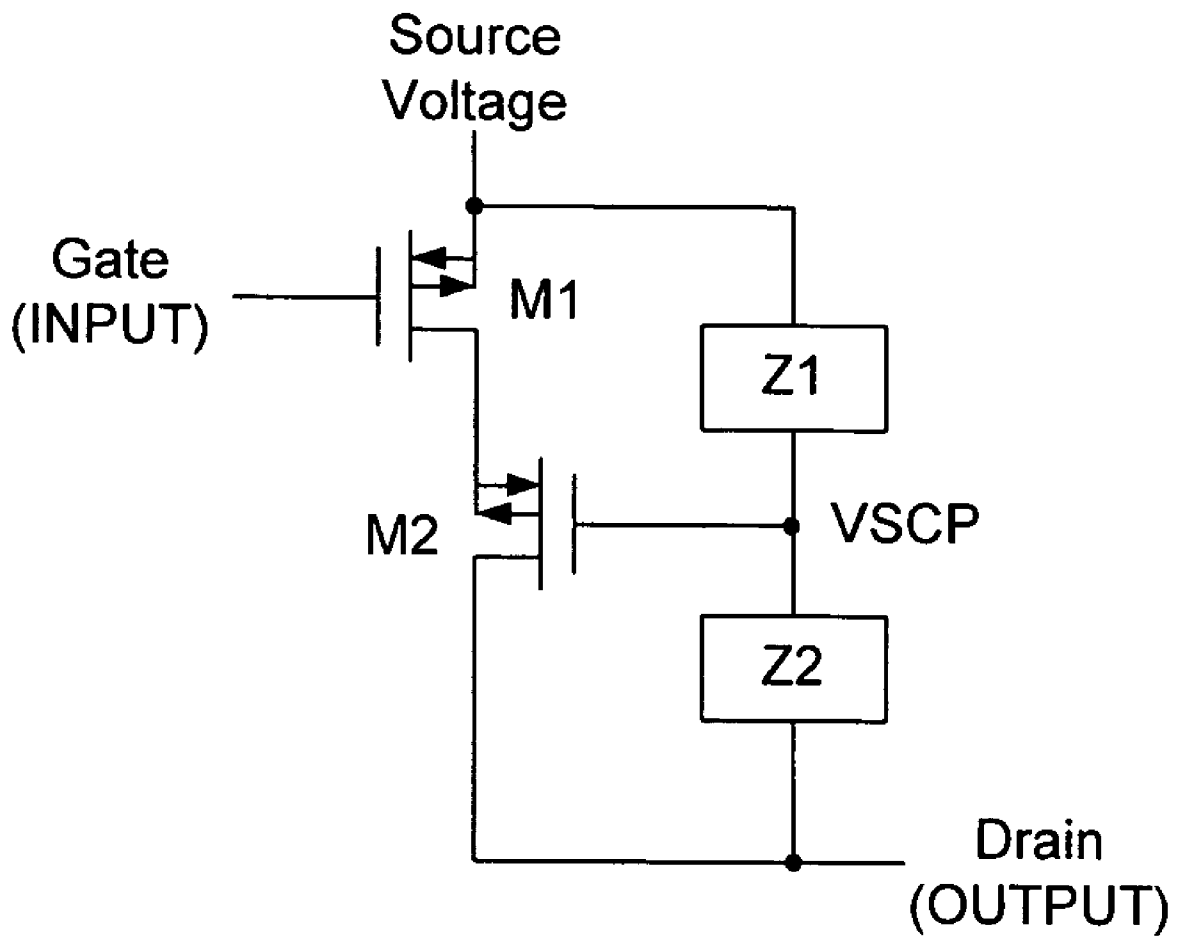 Source
Voltage
Gate
(INPUT)
M1
Z1
M2
VSCP
Z2
Drain
(OUTPUT)